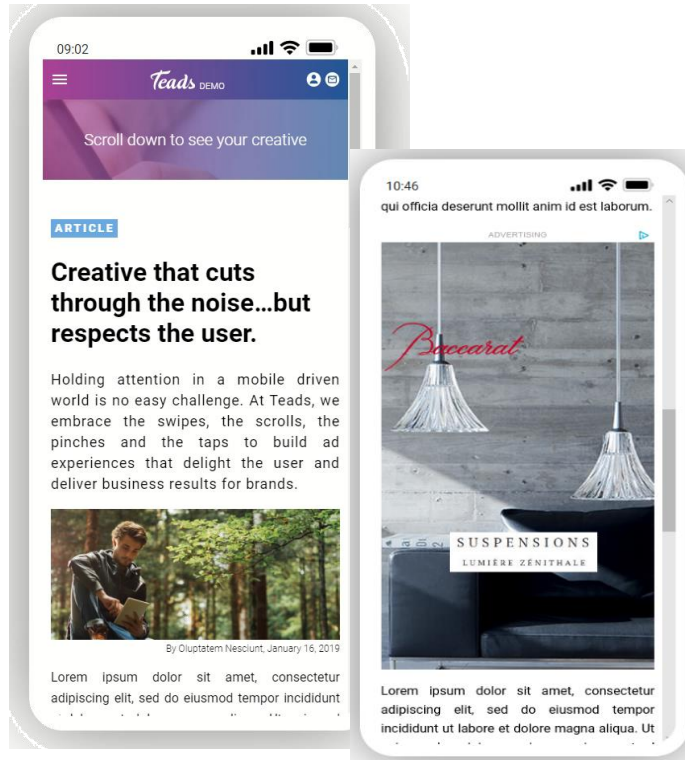 09:02
Teads DEMO
Scroll down to see your creative
ARTICLE
Creative that cuts
through the noise...but
respects the user.
Holding attention in a mobile driven
world is no easy challenge. At Teads, we
embrace the swipes, the scrolls, the
pinches and the taps to build ad
experiences that delight the user and
deliver business results for brands.
By Oluptatem Nesciunt, January 16, 2019
Lorem ipsum dolor sit amet, consectetur
adipiscing elit, sed do eiusmod tempor incididunt
10:46
qui officia deserunt mollit anim id est laborum.
ADVERTISING
Baccarat
SUSPENSIONS
LUMIÈRE ZÉNITHALE
Lorem ipsum dolor sit amet, consectetur
adipiscing elit, sed do eiusmod tempor
incididunt ut labore et dolore magna aliqua. Ut